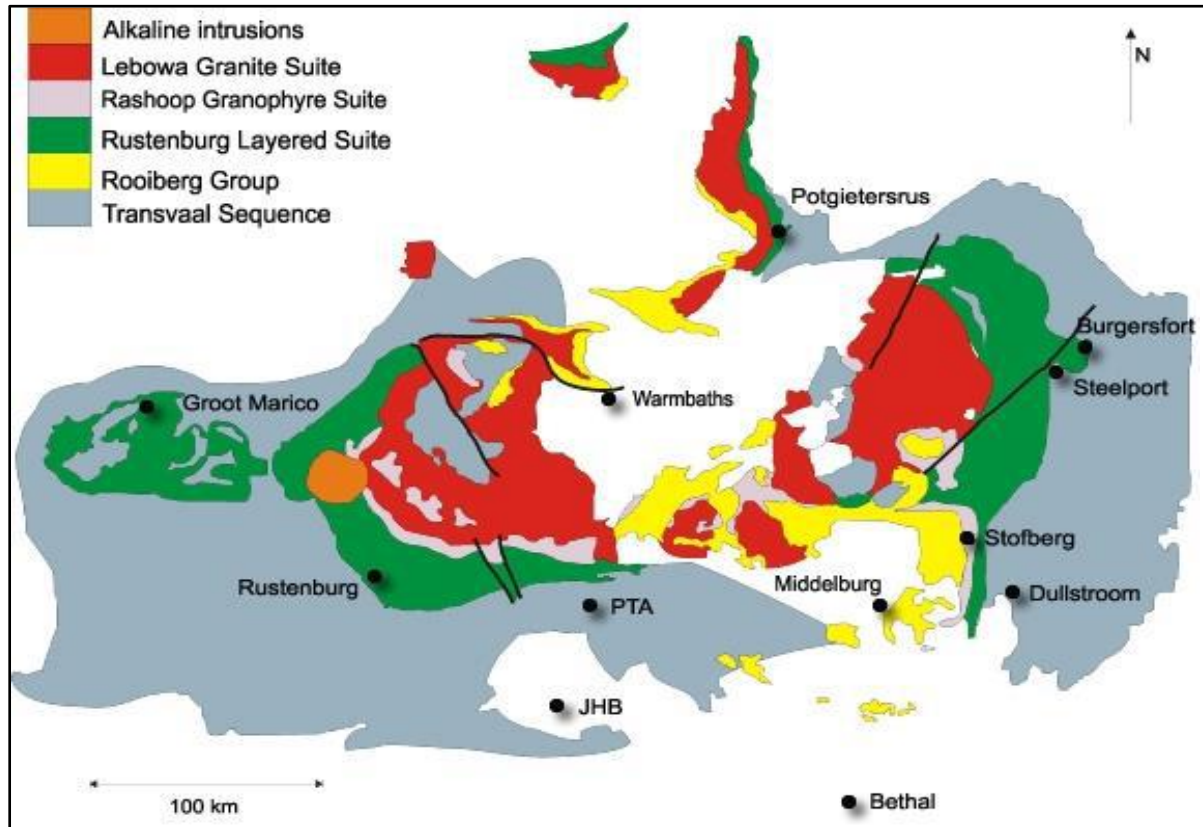 Alkaline intrusions
Lebowa Granite Suite
Rashoop Granophyre Suite
Rustenburg Layered Suite
Rooiberg Group
Transvaal Sequence
N
Potgietersrus
Burgersfort
Steelport
Groot Marico
Warmbaths
Stofberg
Rustenburg
Middelburg
Dullstroom
PTA
JHB
100 km
Bethal